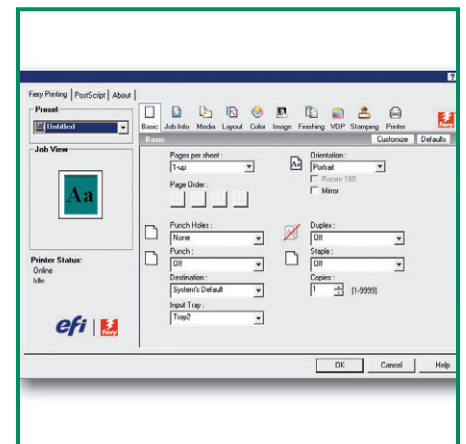 ?
Fiery Printing PostScript About
Preset
Untitled
Basic Job Info Media Layout Color Image Finishing VDP Stamping Printer
fiery
Basic Customize Defaults
Job View
Aa
Pages per sheet :
1-up
Orientation :
Aa
Portrait
Rotate 180
Mirror
Page Order :
Punch Holes :
None
Duplex :
Off
Punch :
Off
Staple :
Off
Printer Status:
Online
Idle
Destination :
System's Default
Copies :
1 [1-9999]
Input Tray :
Tray2
efi fiery
OK Cancel Help